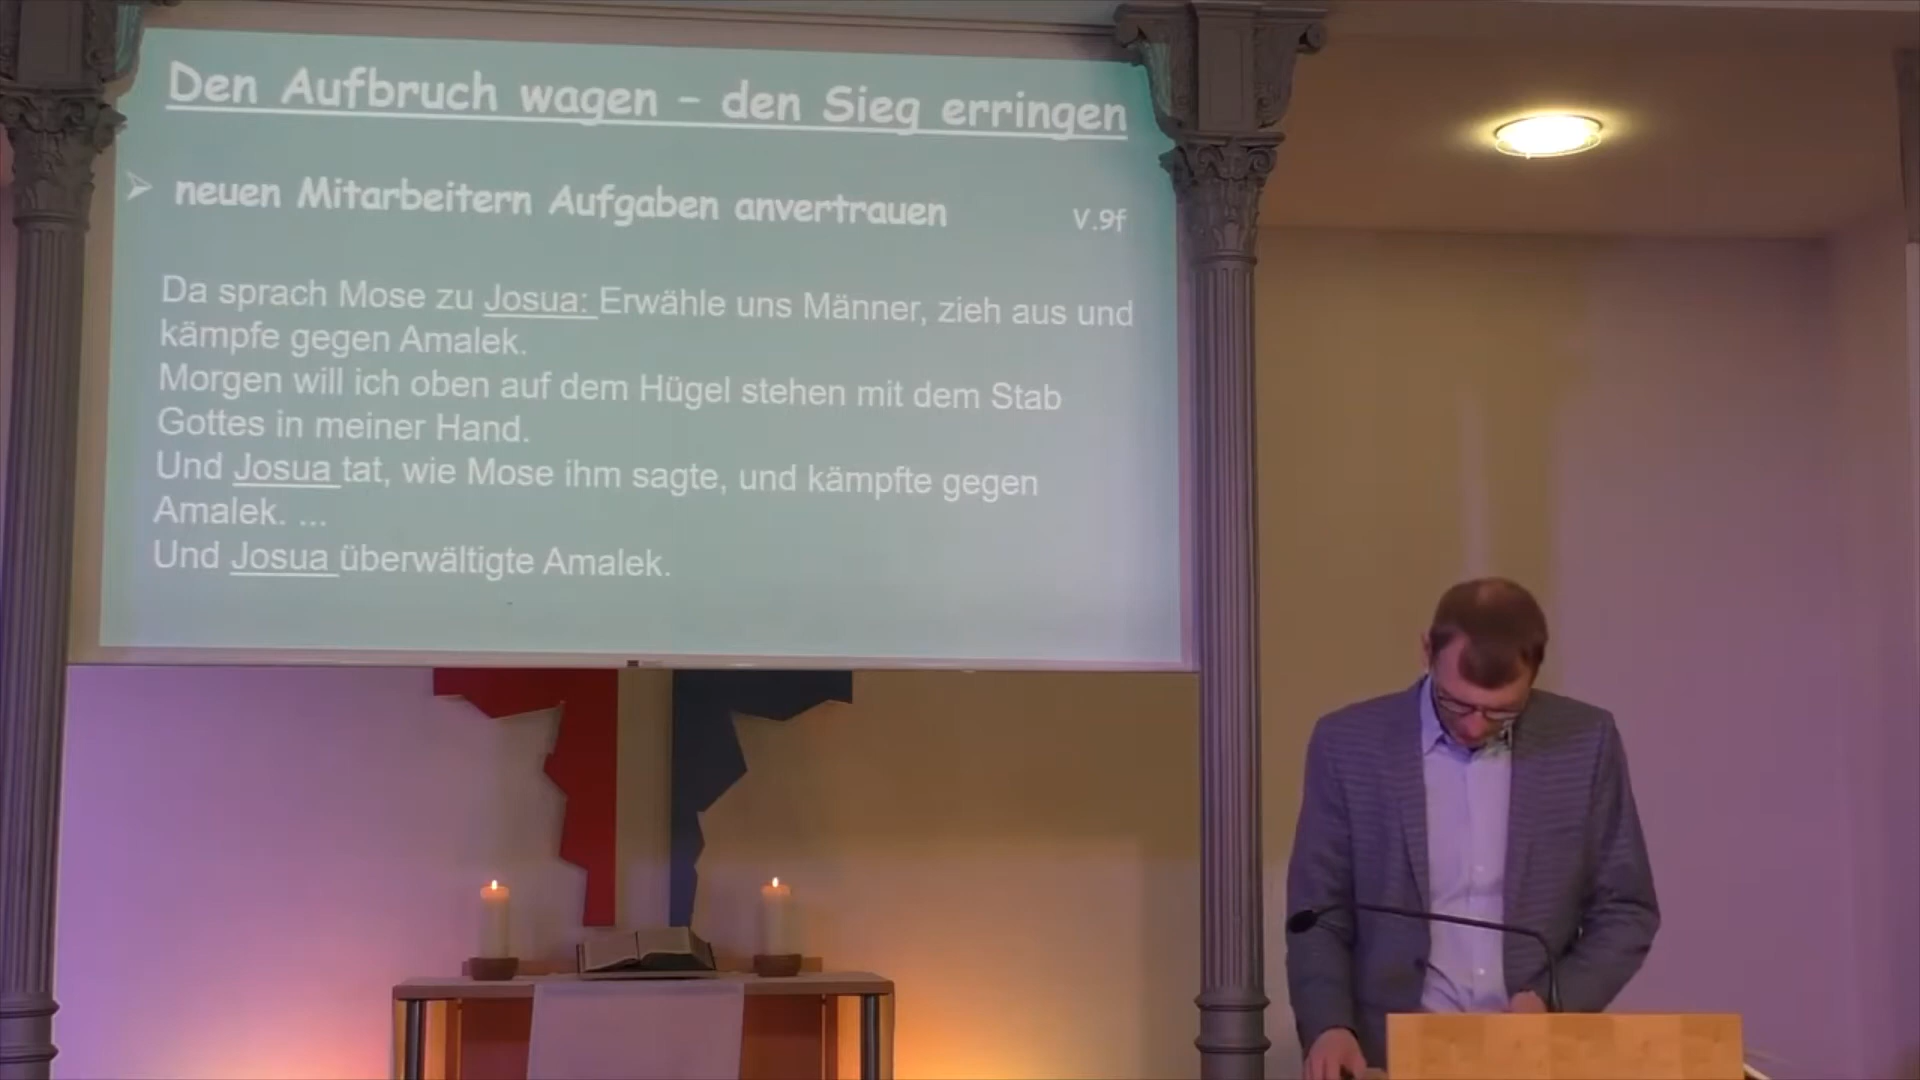 Den Aufbruch wagen – den Sieg erringen
➢ neuen Mitarbeitern Aufgaben anvertrauen V.9f
Da sprach Mose zu Josua: Erwähle uns Männer, zieh aus und
kämpfe gegen Amalek.
Morgen will ich oben auf dem Hügel stehen mit dem Stab
Gottes in meiner Hand.
Und Josua tat, wie Mose ihm sagte, und kämpfte gegen
Amalek. ...
Und Josua überwältigte Amalek.